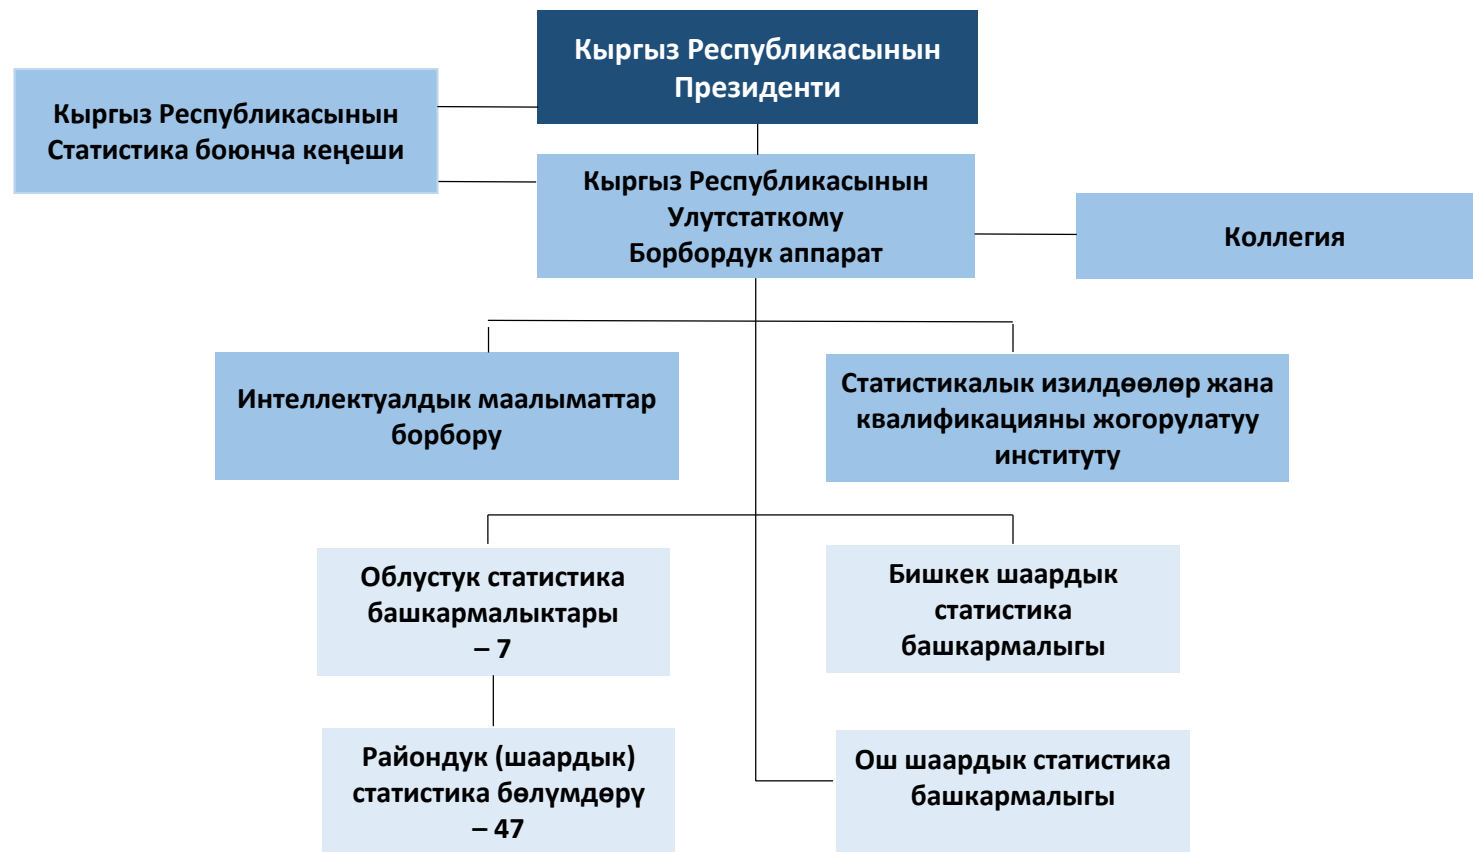 Кыргыз Республикасынын
Президенти
Кыргыз Республикасынын
Статистика боюнча кеңеши
Кыргыз Республикасынын
Улутстаткому
Борбордук аппарат
Коллегия
Интеллектуалдык маалыматтар
борбору
Статистикалык изилдөөлөр жана
квалификацияны жогорулатуу
институту
Облустук статистика
башкармалыктары
– 7
Бишкек шаардык
статистика
башкармалыгы
Райондук (шаардык)
статистика бөлүмдөрү
– 47
Ош шаардык статистика
башкармалыгы